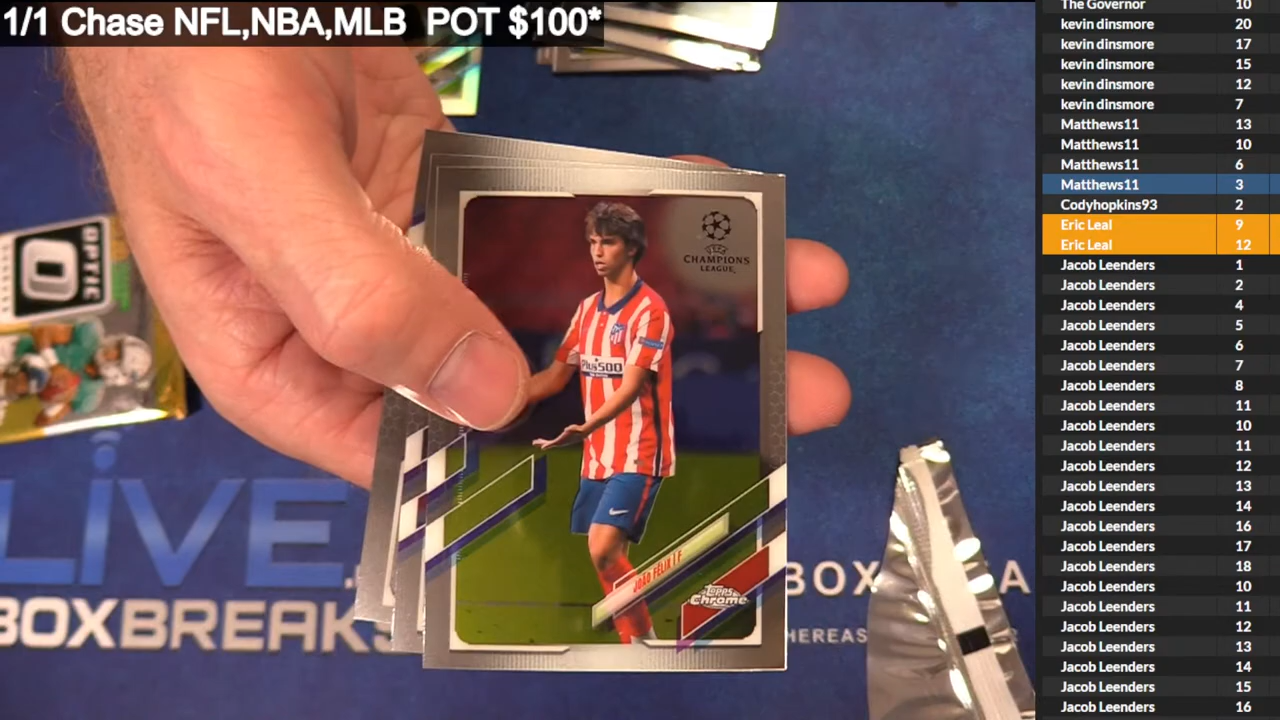 1/1 Chase NFL,NBA,MLB POT $100*
OPTIC
UEFA
CHAMPIONS
LEAGUE
Plus500
JOÃO FÉLIX | F
Topps
Chrome
LIVE
BOXBREAKS
BOX
A
HEREAS
The Governor 10
kevin dinsmore 20
kevin dinsmore 17
kevin dinsmore 15
kevin dinsmore 12
kevin dinsmore 7
Matthews11 13
Matthews11 10
Matthews11 6
Matthews11 3
Codyhopkins93 2
Eric Leal 9
Eric Leal 12
Jacob Leenders 1
Jacob Leenders 2
Jacob Leenders 4
Jacob Leenders 5
Jacob Leenders 6
Jacob Leenders 7
Jacob Leenders 8
Jacob Leenders 11
Jacob Leenders 10
Jacob Leenders 11
Jacob Leenders 12
Jacob Leenders 13
Jacob Leenders 14
Jacob Leenders 16
Jacob Leenders 17
Jacob Leenders 18
Jacob Leenders 10
Jacob Leenders 11
Jacob Leenders 12
Jacob Leenders 13
Jacob Leenders 14
Jacob Leenders 15
Jacob Leenders 16